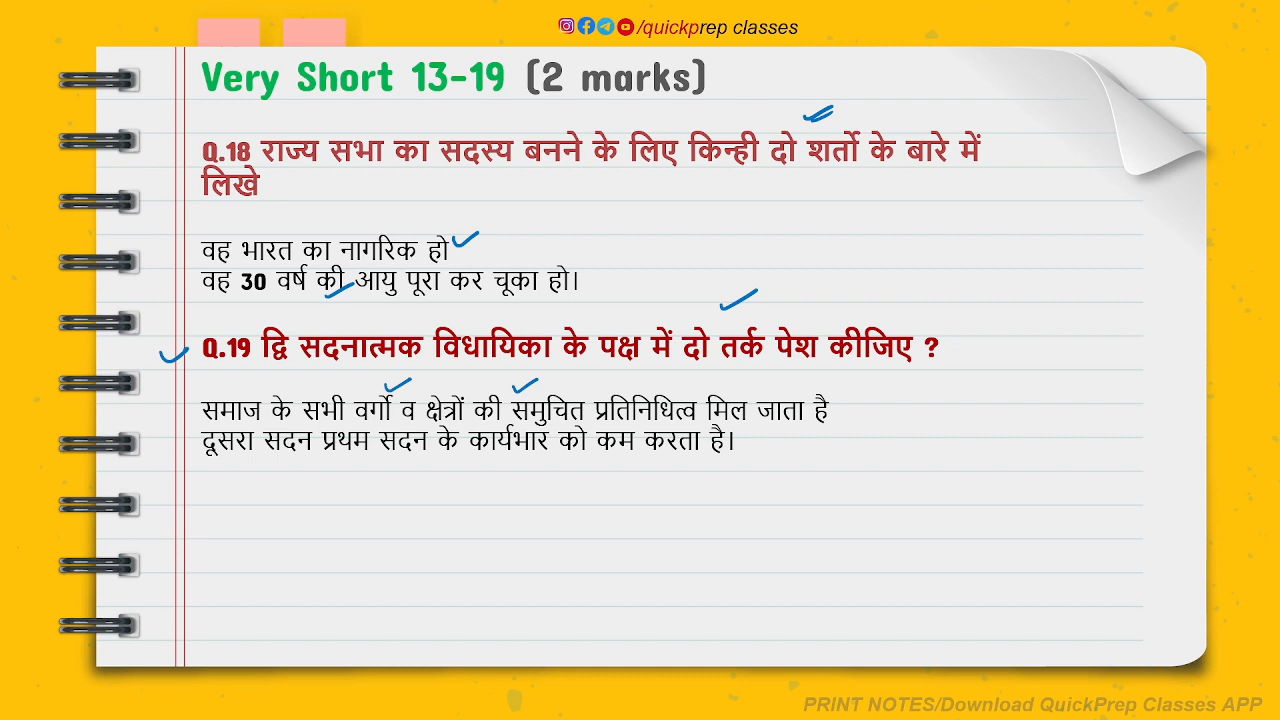 /quickprep classes
Very Short 13-19 (2 marks)
Q.18 राज्य सभा का सदस्य बनने के लिए किन्ही दो शर्तो के बारे में
लिखे
वह भारत का नागरिक हो
वह 30 वर्ष की आयु पूरा कर चूका हो।
Q.19 द्वि सदनात्मक विधायिका के पक्ष में दो तर्क पेश कीजिए ?
समाज के सभी वर्गो व क्षेत्रों की समुचित प्रतिनिधित्व मिल जाता है
दूसरा सदन प्रथम सदन के कार्यभार को कम करता है।
PRINT NOTES/Download QuickPrep Classes APP